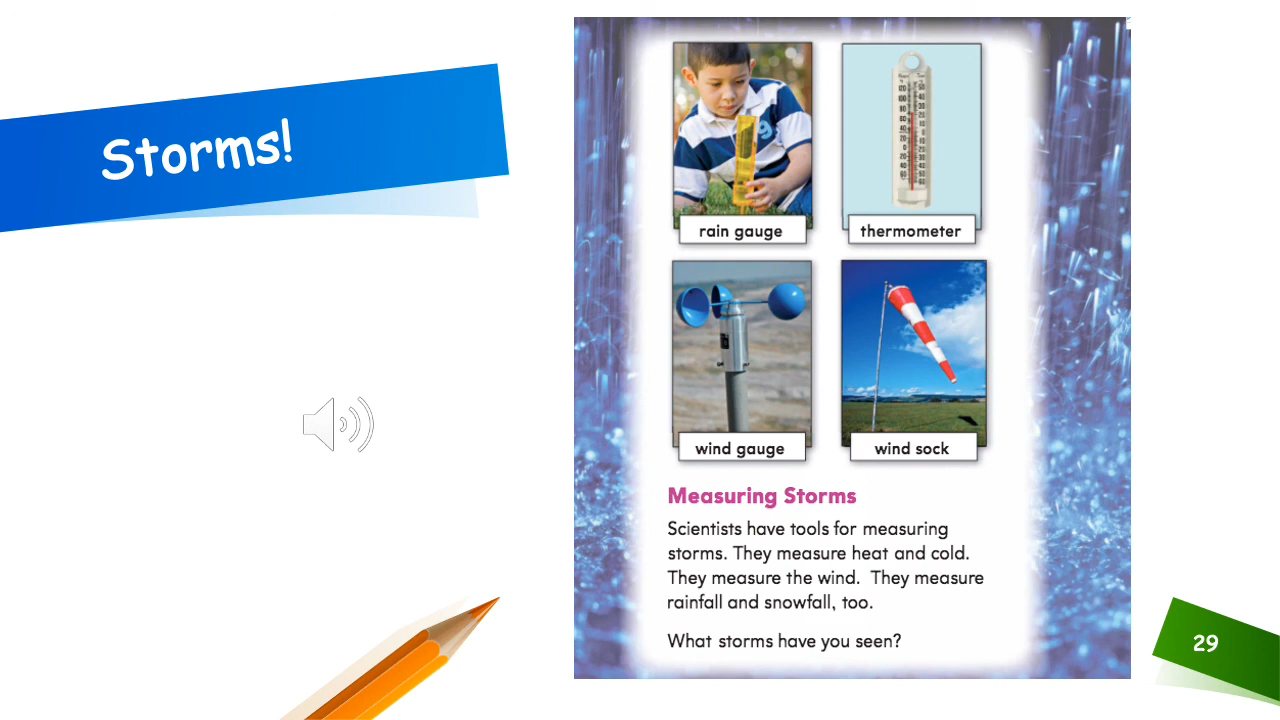 Storms!
rain gauge
thermometer
wind gauge
wind sock
Measuring Storms
Scientists have tools for measuring
storms. They measure heat and cold.
They measure the wind.  They measure
rainfall and snowfall, too.
What storms have you seen?
29